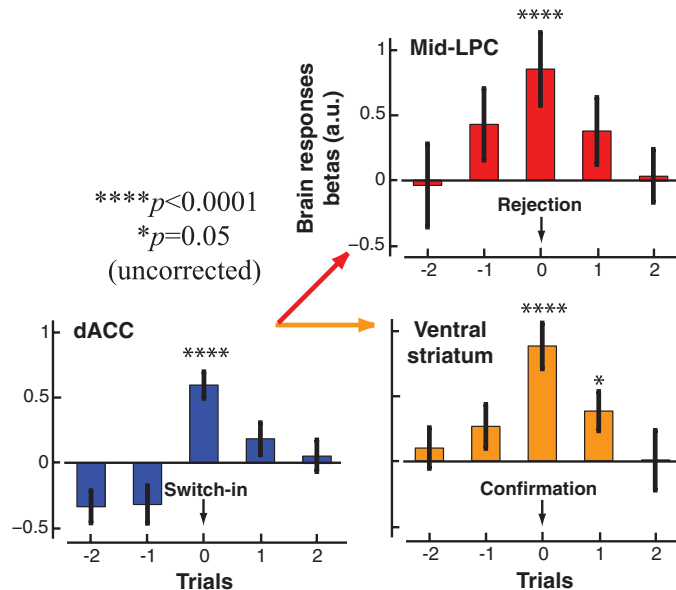 ****
Mid-LPC
1
0.5
0
−0.5
Brain responses
betas (a.u.)
Rejection
-2 -1 0 1 2
****p<0.0001
*p=0.05
(uncorrected)
dACC
****
1
0.5
0
−0.5
Switch-in
-2 -1 0 1 2
Trials
Ventral
striatum
****
*
Confirmation
-2 -1 0 1 2
Trials